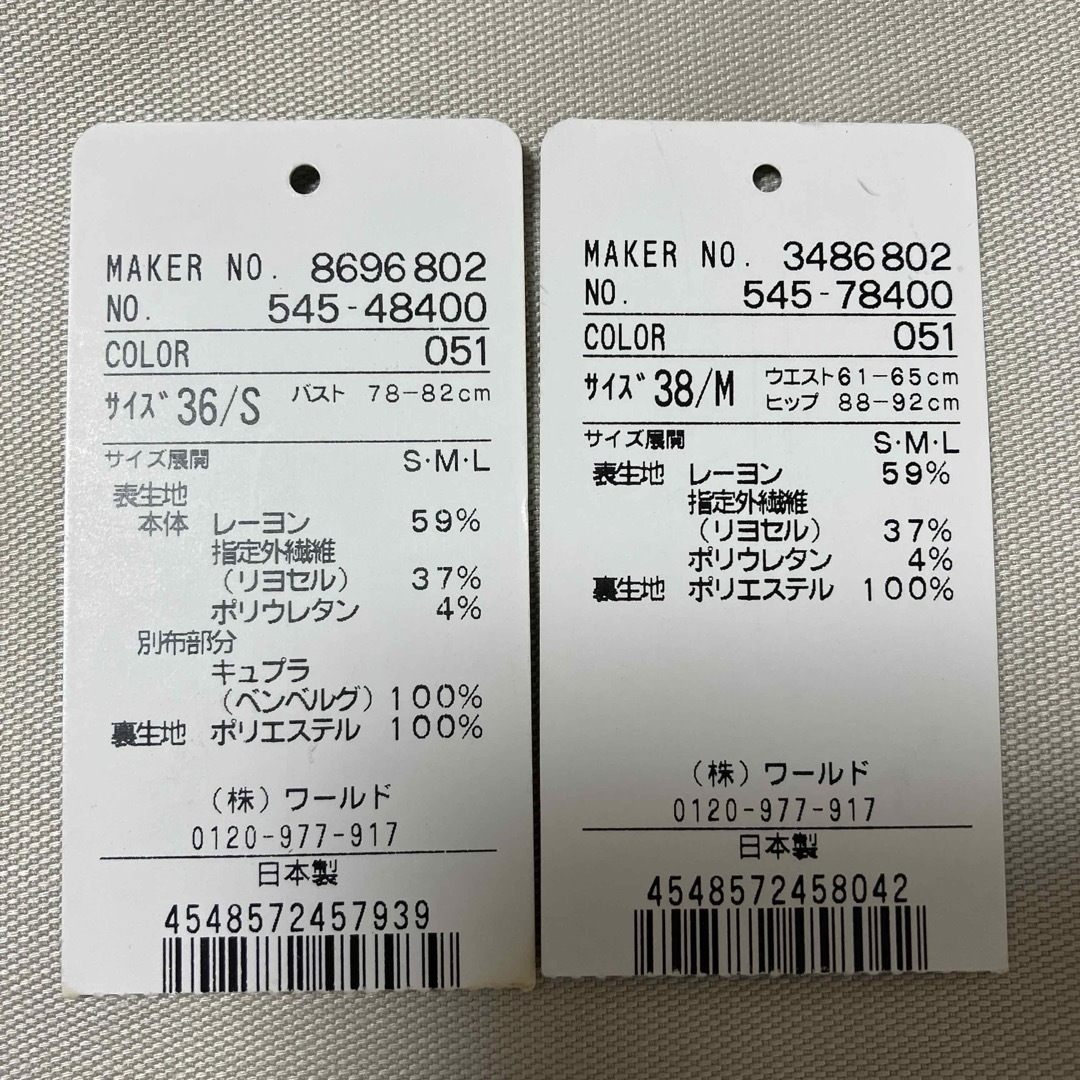 MAKER NO. 8696802
NO. 545-48400
COLOR 051
サイズ 36/S バスト 78-82cm
サイズ展開 S・M・L
表生地
本体 レーヨン 59%
指定外繊維
(リヨセル) 37%
ポリウレタン 4%
別布部分
キュプラ
(ベンベルグ) 100%
裏生地 ポリエステル 100%
(株)ワールド
0120-977-917
日本製
4548572457939
MAKER NO. 3486802
NO. 545-78400
COLOR 051
サイズ 38/M ウエスト61-65cm
ヒップ 88-92cm
サイズ展開 S・M・L
表生地 レーヨン 59%
指定外繊維
(リヨセル) 37%
ポリウレタン 4%
裏生地 ポリエステル 100%
(株)ワールド
0120-977-917
日本製
4548572458042